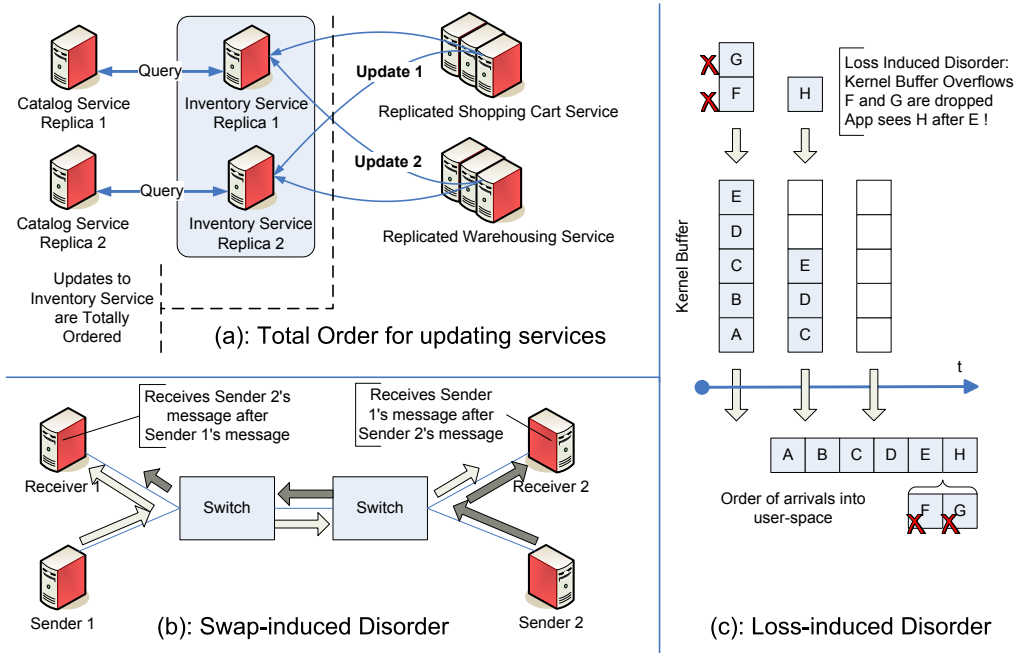 Query
Catalog Service
Replica 1
Inventory Service
Replica 1
Update 1
Replicated Shopping Cart Service
Query
Catalog Service
Replica 2
Inventory Service
Replica 2
Update 2
Replicated Warehousing Service
Updates to
Inventory Service
are Totally
Ordered
(a): Total Order for updating services
Receives Sender 2's
message after
Sender 1's message
Receives Sender
1's message after
Sender 2's message
Receiver 1
Receiver 2
Switch
Switch
Sender 1
Sender 2
(b): Swap-induced Disorder
X G
X F
H
Loss Induced Disorder:
Kernel Buffer Overflows
F and G are dropped
App sees H after E !
Kernel Buffer
E
D
C
B
A
E
D
C
t
A B C D E H
Order of arrivals into
user-space
X F X G
(c): Loss-induced Disorder